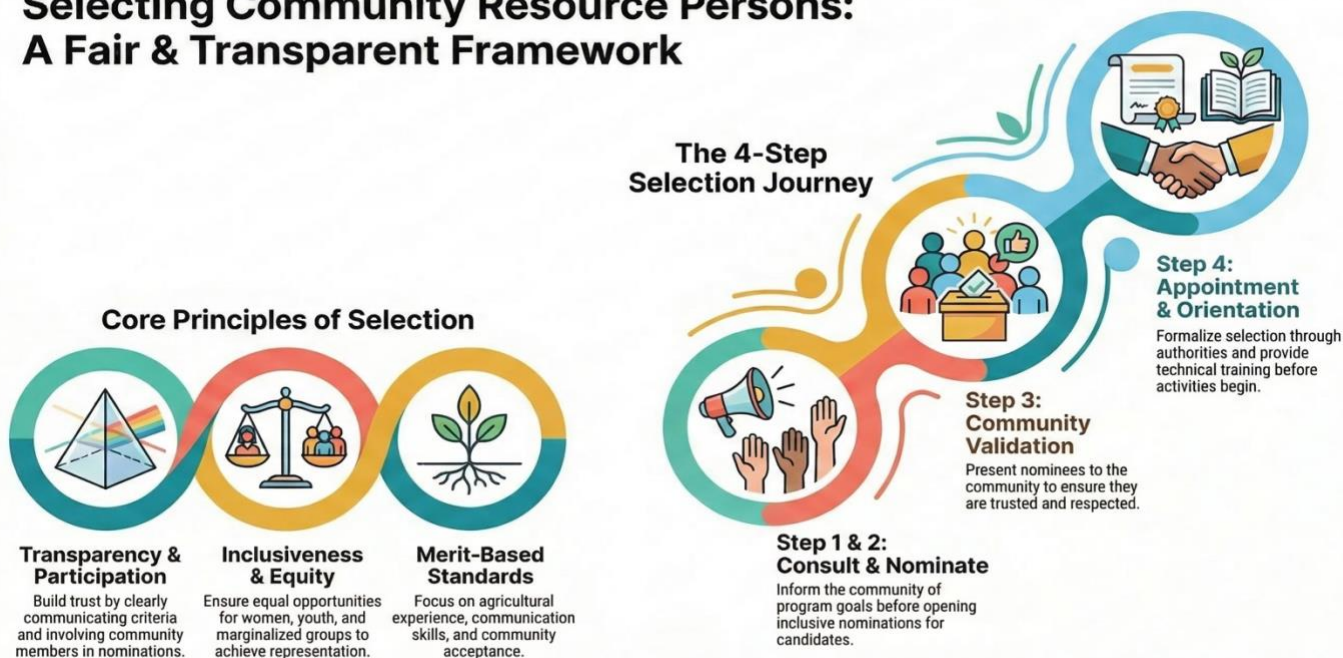 Selecting Community Resource Persons:
A Fair & Transparent Framework
Core Principles of Selection
Transparency &
Participation
Build trust by clearly
communicating criteria
and involving community
members in nominations.
Inclusiveness
& Equity
Ensure equal opportunities
for women, youth, and
marginalized groups to
achieve representation.
Merit-Based
Standards
Focus on agricultural
experience, communication
skills, and community
acceptance.
The 4-Step
Selection Journey
Step 1 & 2:
Consult & Nominate
Inform the community of
program goals before opening
inclusive nominations for
candidates.
Step 3:
Community
Validation
Present nominees to the
community to ensure they
are trusted and respected.
Step 4:
Appointment
& Orientation
Formalize selection through
authorities and provide
technical training before
activities begin.